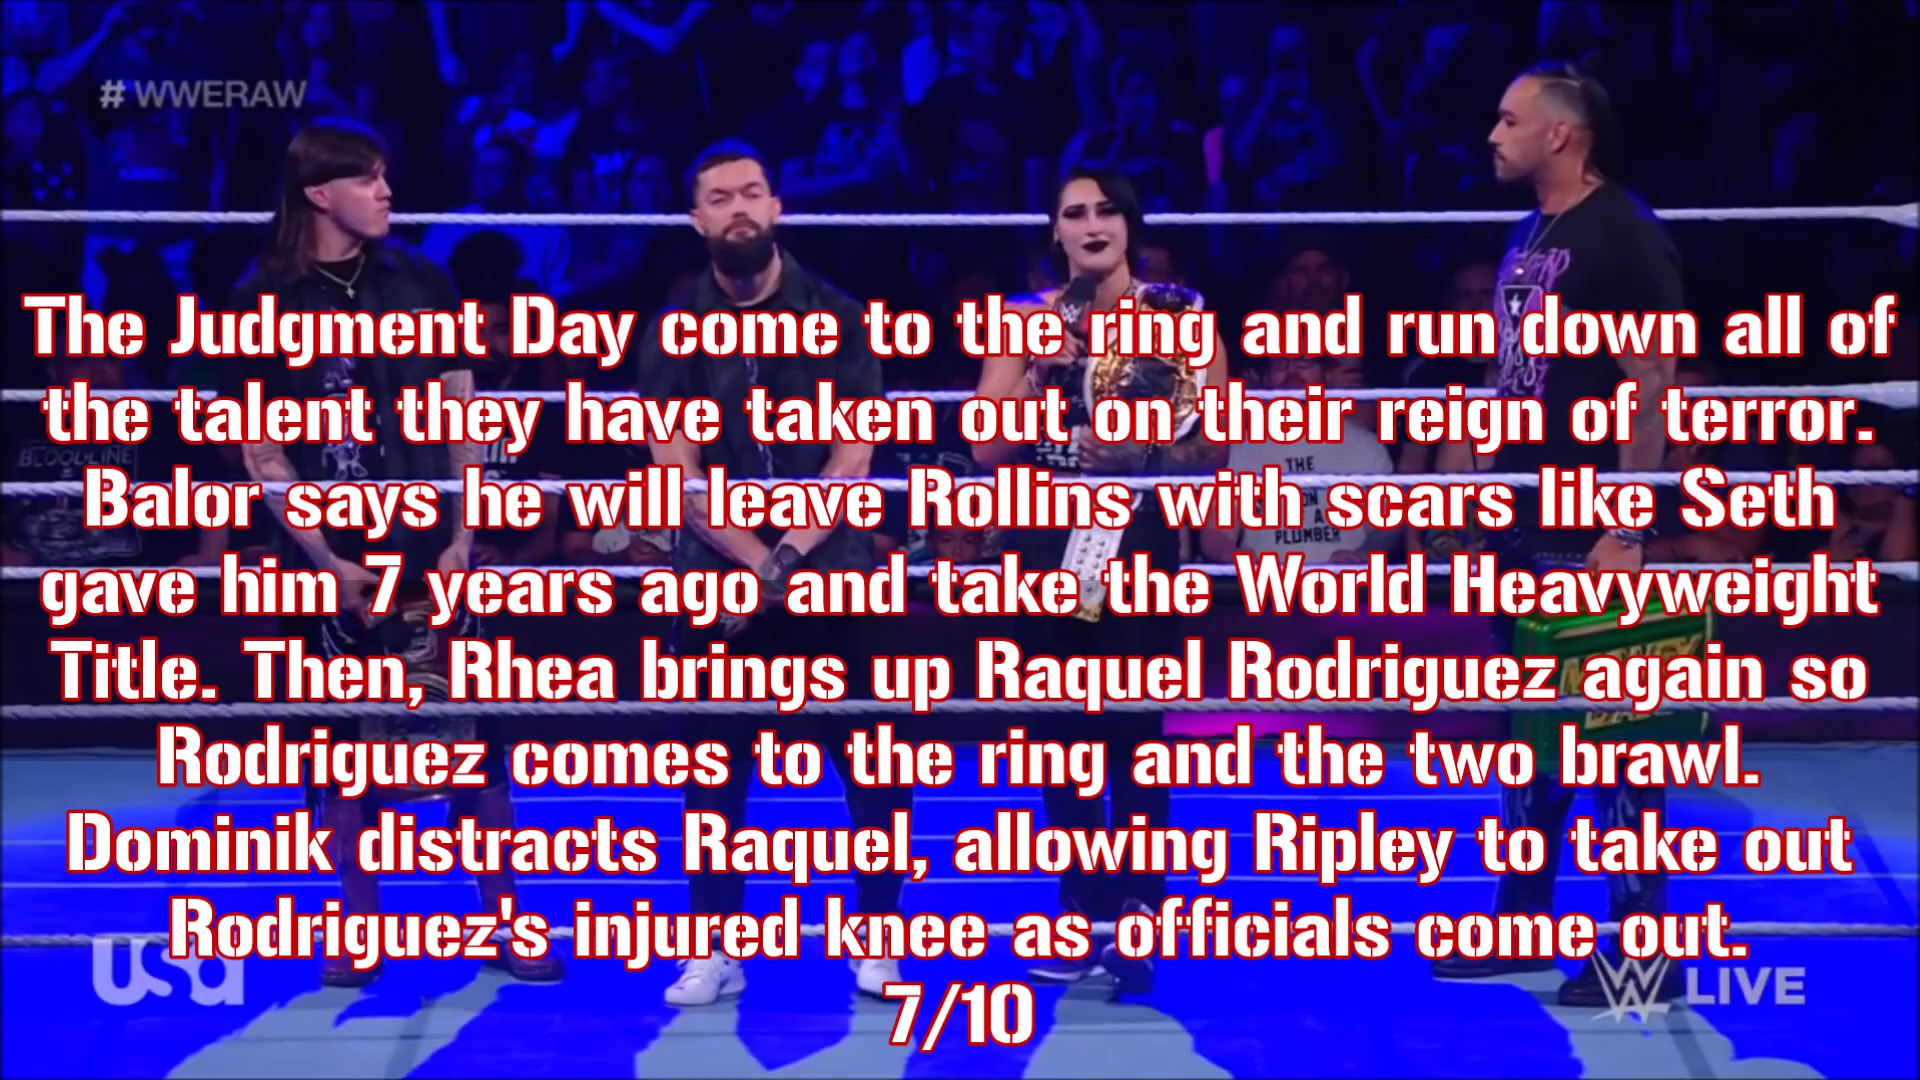 # WWERAW
The Judgment Day come to the ring and run down all of
the talent they have taken out on their reign of terror.
Balor says he will leave Rollins with scars like Seth
gave him 7 years ago and take the World Heavyweight
Title. Then, Rhea brings up Raquel Rodriguez again so
Rodriguez comes to the ring and the two brawl.
Dominik distracts Raquel, allowing Ripley to take out
Rodriguez's injured knee as officials come out.
7/10
BLOODLINE
THE
PLUMBER
MONEY
USA
W LIVE